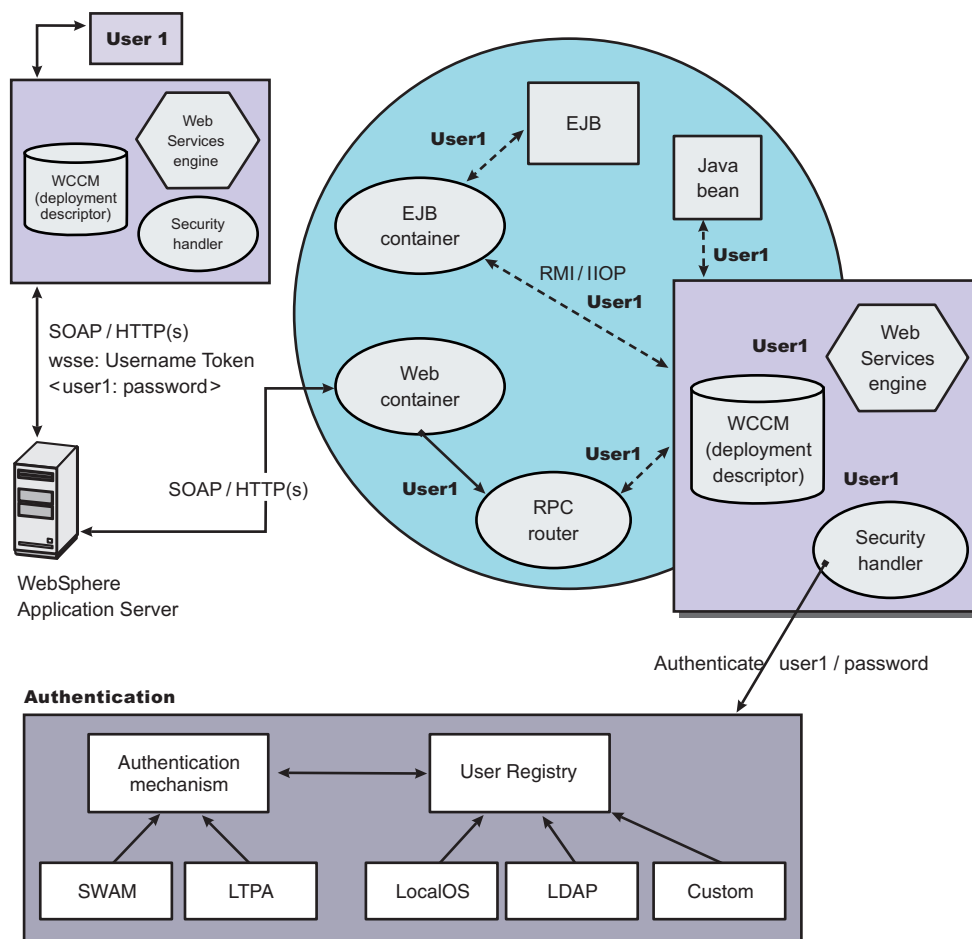 User 1
Web
Services
engine
WCCM
(deployment
descriptor)
Security
handler
SOAP / HTTP(s)
wsse: Username Token
<user1: password>
WebSphere
Application Server
SOAP / HTTP(s)
EJB
User1
EJB
container
Java
bean
User1
RMI / IIOP
User1
Web
container
User1
RPC
router
User1
User1
Web
Services
engine
WCCM
(deployment
descriptor)
User1
Security
handler
Authenticate user1 / password
Authentication
Authentication
mechanism
User Registry
SWAM
LTPA
LocalOS
LDAP
Custom